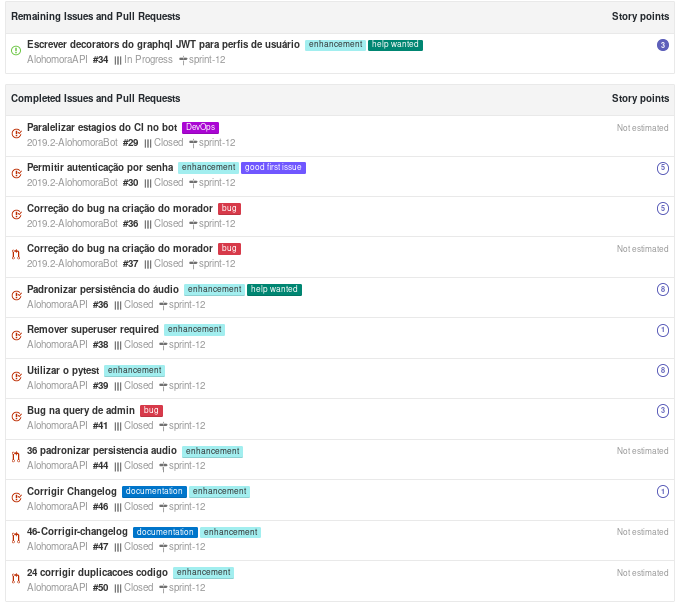 Remaining Issues and Pull Requests Story points
Escrever decorators do graphql JWT para perfis de usuário enhancement help wanted 3
AlohomoraAPI #34 In Progress sprint-12
Completed Issues and Pull Requests Story points
Paralelizar estagios do CI no bot DevOps Not estimated
2019.2-AlohomoraBot #29 Closed sprint-12
Permitir autenticação por senha enhancement good first issue 5
2019.2-AlohomoraBot #30 Closed sprint-12
Correção do bug na criação do morador bug 5
2019.2-AlohomoraBot #36 Closed sprint-12
Correção do bug na criação do morador bug Not estimated
2019.2-AlohomoraBot #37 Closed sprint-12
Padronizar persistência do áudio enhancement help wanted 8
AlohomoraAPI #36 Closed sprint-12
Remover superuser required enhancement 1
AlohomoraAPI #38 Closed sprint-12
Utilizar o pytest enhancement 8
AlohomoraAPI #39 Closed sprint-12
Bug na query de admin bug 3
AlohomoraAPI #41 Closed sprint-12
36 padronizar persistencia audio enhancement Not estimated
AlohomoraAPI #44 Closed sprint-12
Corrigir Changelog documentation enhancement 1
AlohomoraAPI #46 Closed sprint-12
46-Corrigir-changelog documentation enhancement Not estimated
AlohomoraAPI #47 Closed sprint-12
24 corrigir duplicacoes codigo enhancement Not estimated
AlohomoraAPI #50 Closed sprint-12